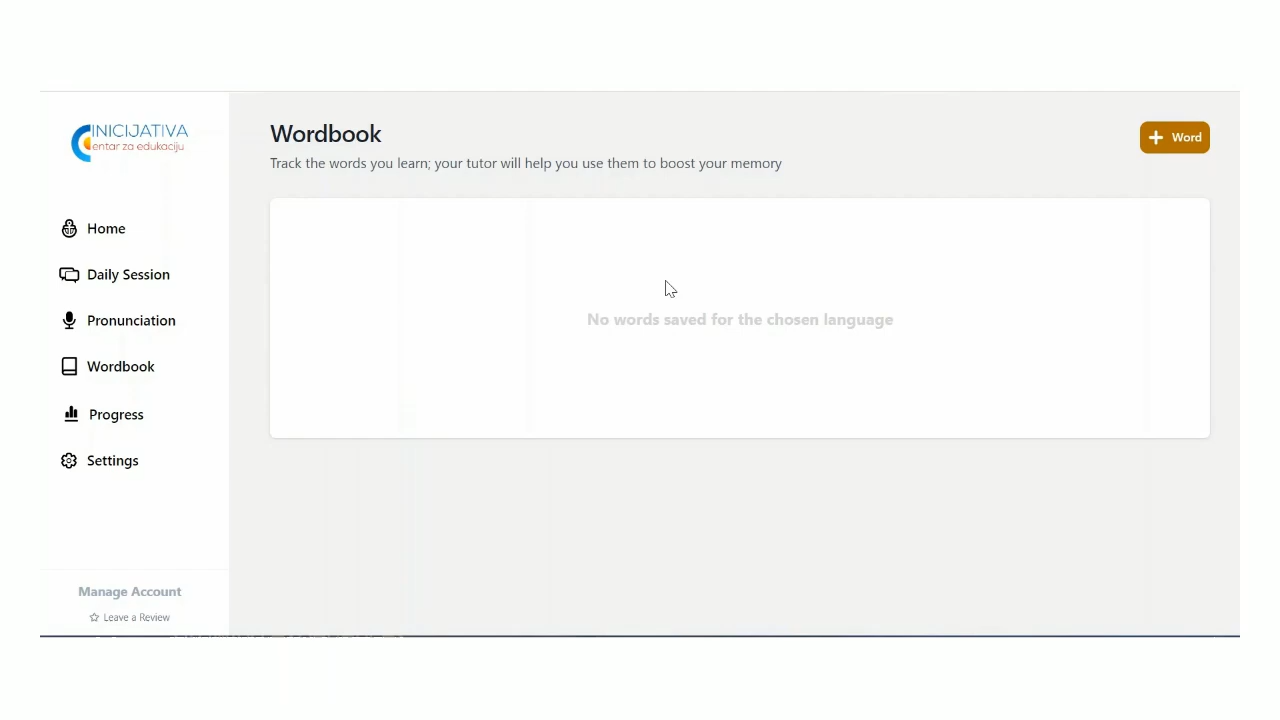 INICIJATIVA
entar za edukaciju
Home
Daily Session
Pronunciation
Wordbook
Progress
Settings
Manage Account
Leave a Review
Wordbook
Track the words you learn; your tutor will help you use them to boost your memory
+ Word
No words saved for the chosen language